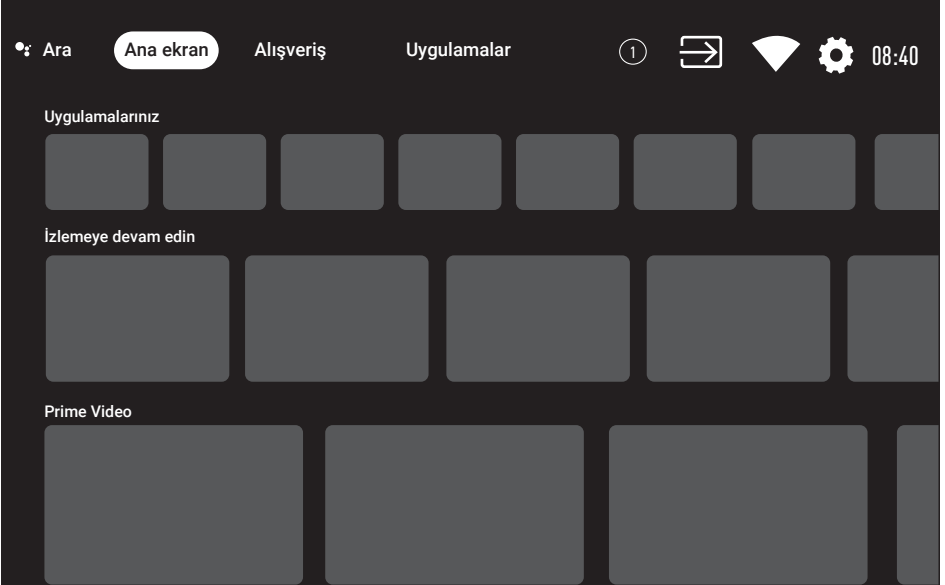 Ara Ana ekran Alışveriş Uygulamalar 1 08:40
Uygulamalarınız
İzlemeye devam edin
Prime Video